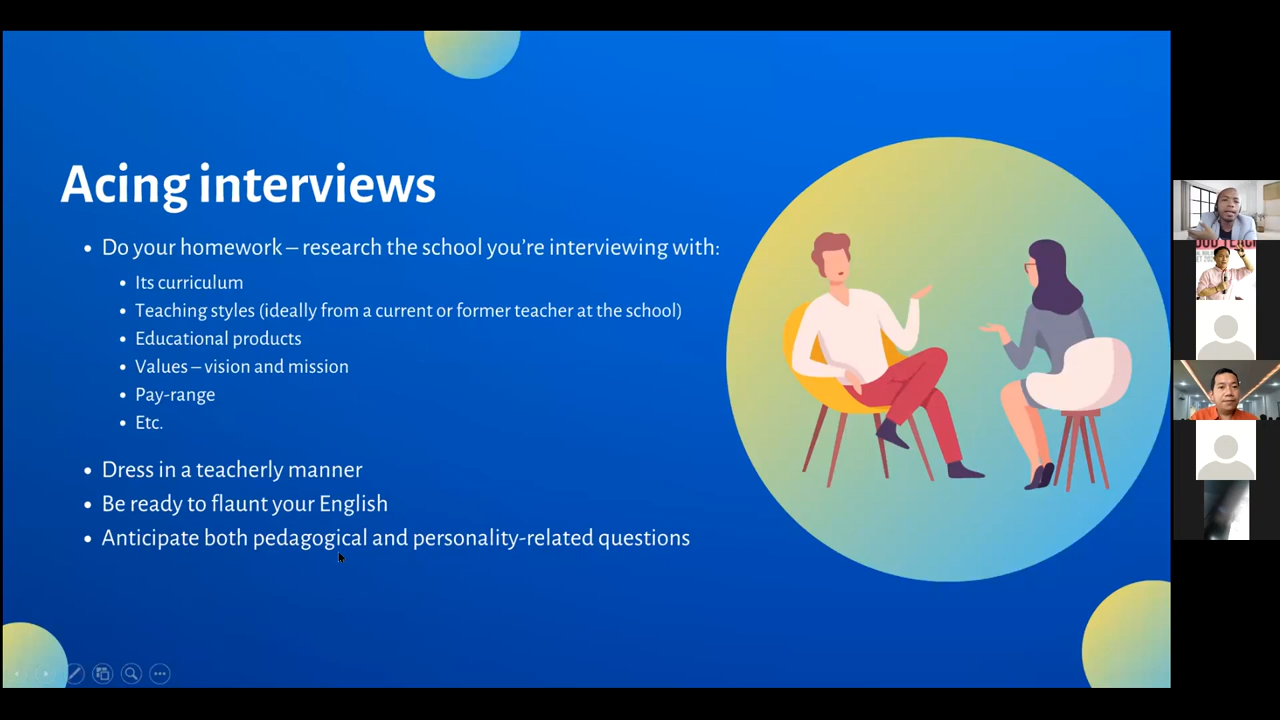 Acing interviews
• Do your homework – research the school you're interviewing with:
• Its curriculum
• Teaching styles (ideally from a current or former teacher at the school)
• Educational products
• Values – vision and mission
• Pay-range
• Etc.
• Dress in a teacherly manner
• Be ready to flaunt your English
• Anticipate both pedagogical and personality-related questions